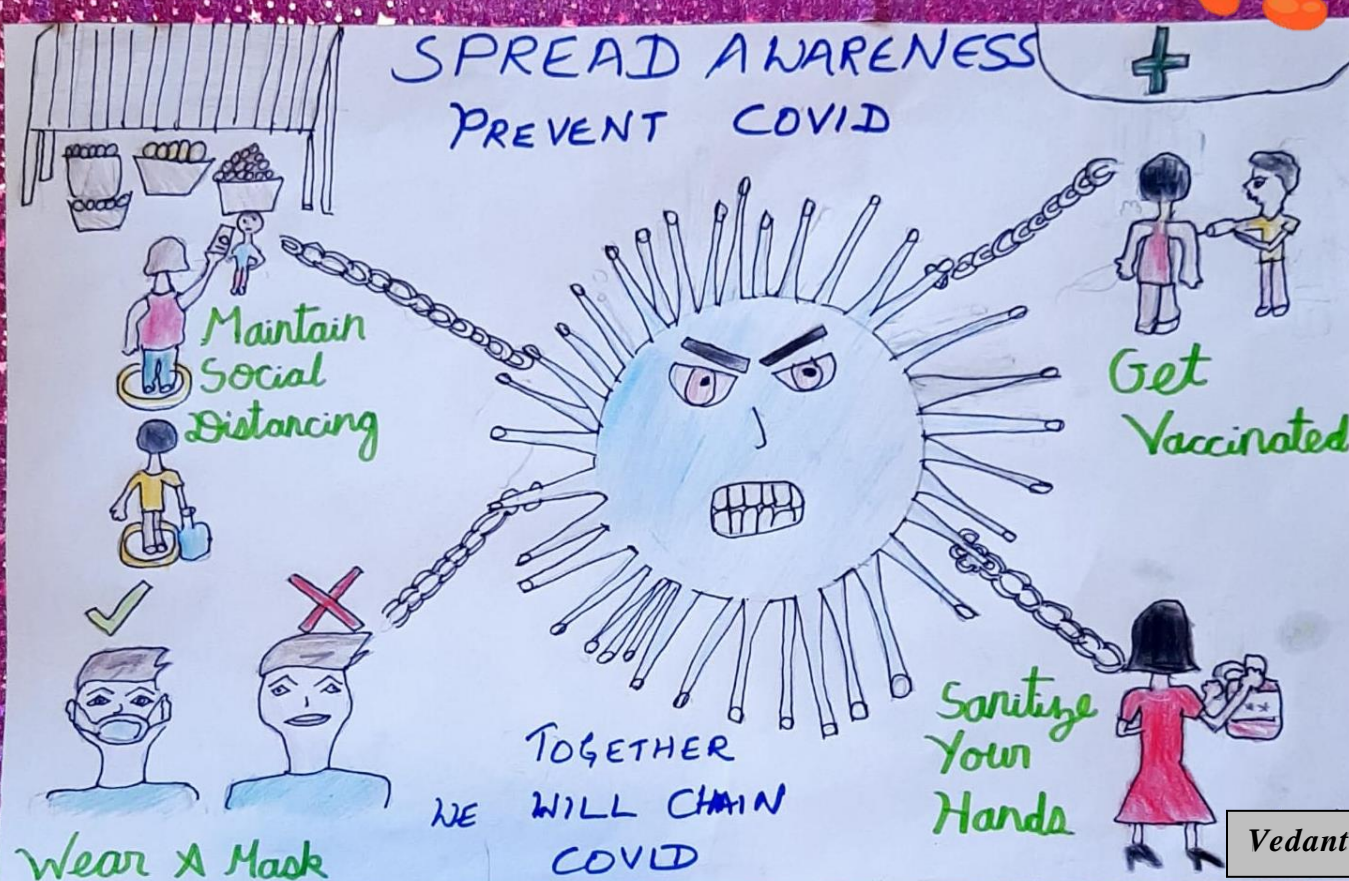 SPREAD AWARENESS
PREVENT COVID
Maintain
Social
Distancing
Get
Vaccinated
Wear A Mask
Sanitize
Your
Hands
TOGETHER
WE WILL CHAIN
COVID
Vedant